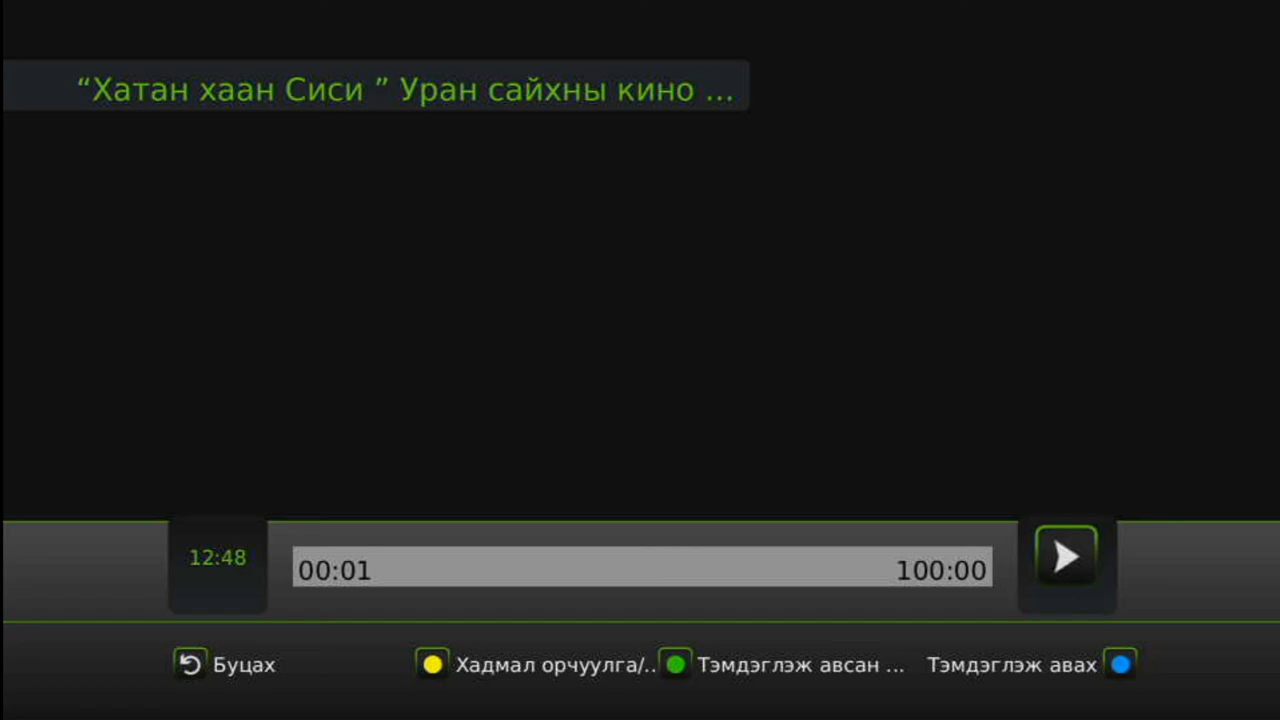 “Хатан хаан Сиси ” Уран сайхны кино ...
12:48
00:01 100:00
Буцах Хадмал орчуулга/.. Тэмдэглэж авсан ... Тэмдэглэж авах